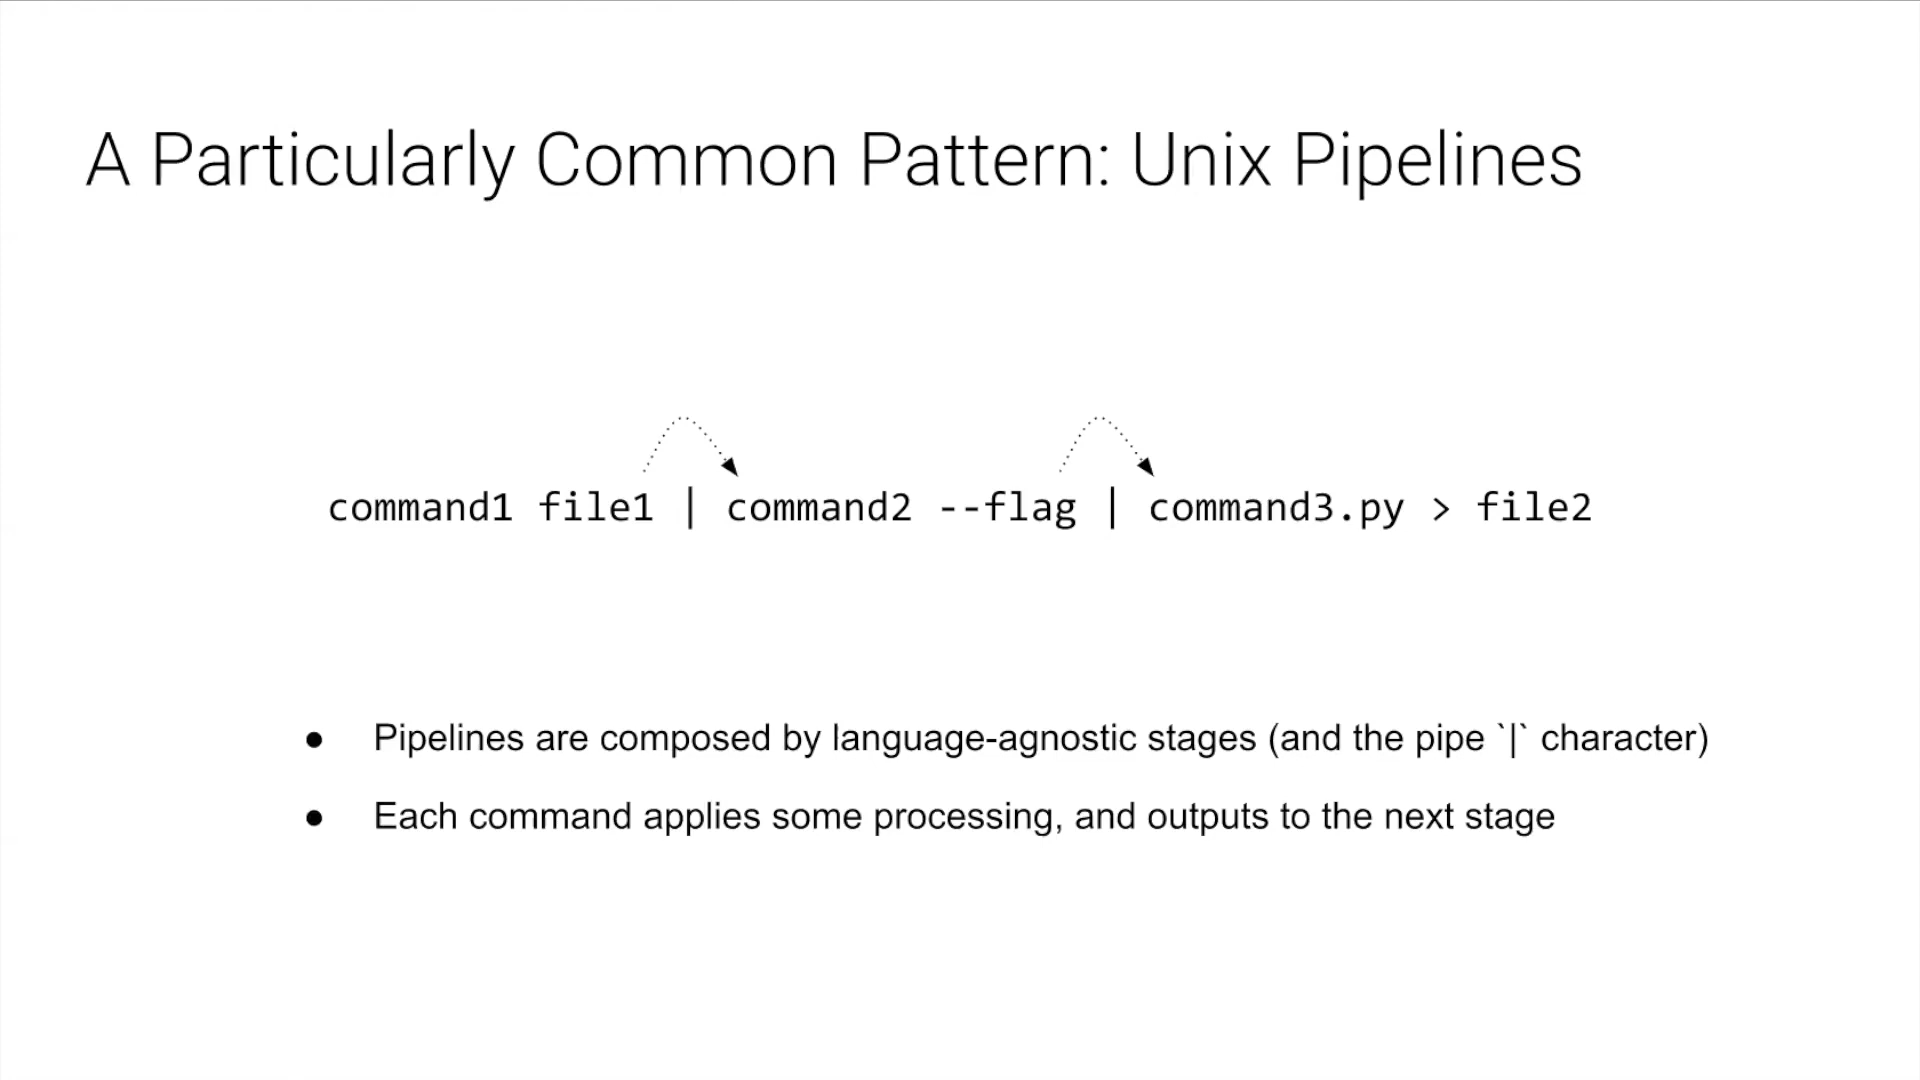 A Particularly Common Pattern: Unix Pipelines
command1 file1 | command2 --flag | command3.py > file2
● Pipelines are composed by language-agnostic stages (and the pipe `|` character)
● Each command applies some processing, and outputs to the next stage